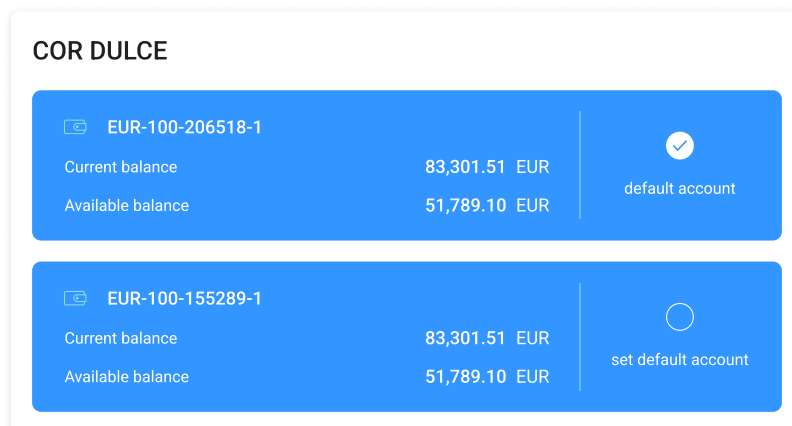 COR DULCE
EUR-100-206518-1
Current balance 83,301.51 EUR
Available balance 51,789.10 EUR
default account
EUR-100-155289-1
Current balance 83,301.51 EUR
Available balance 51,789.10 EUR
set default account